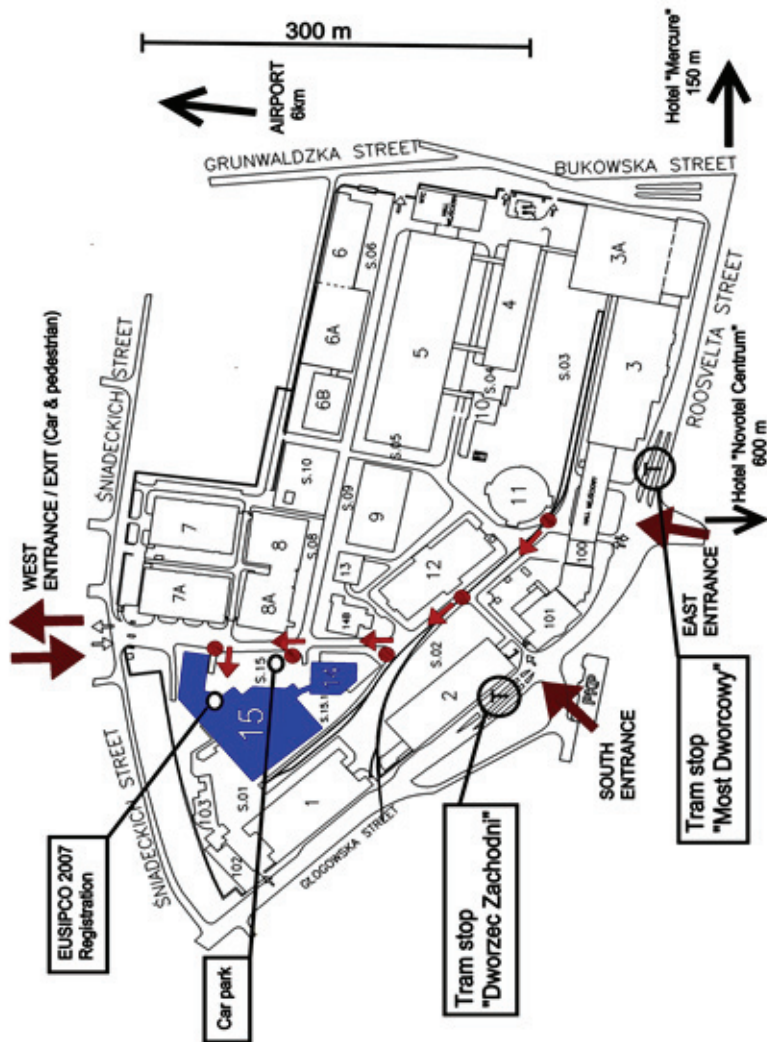 WEST
ENTRANCE / EXIT (Car & pedestrian)
EUSIPCO 2007
Registration
Car park
ŚNIADECKICH STREET
ŚNIADECKICH STREET
GRUNWALDZKA STREET
AIRPORT
6km
300 m
103
102
S.01
1
15
S.15
S.15.1
14
7A
7
8A
8
S.08
S.10
S.09
6B
6A
6
S.06
14B
13
9
S.05
5
12
11
10
S.04
4
S.03
S.02
2
101
100
3
3A
GŁOGOWSKA STREET
BUKOWSKA STREET
ROOSVELTA STREET
T
T
PKP
Tram stop
"Dworzec Zachodni"
SOUTH
ENTRANCE
EAST
ENTRANCE
Tram stop
"Most Dworcowy"
Hotel "Novotel Centrum"
600 m
Hotel "Mercure"
150 m